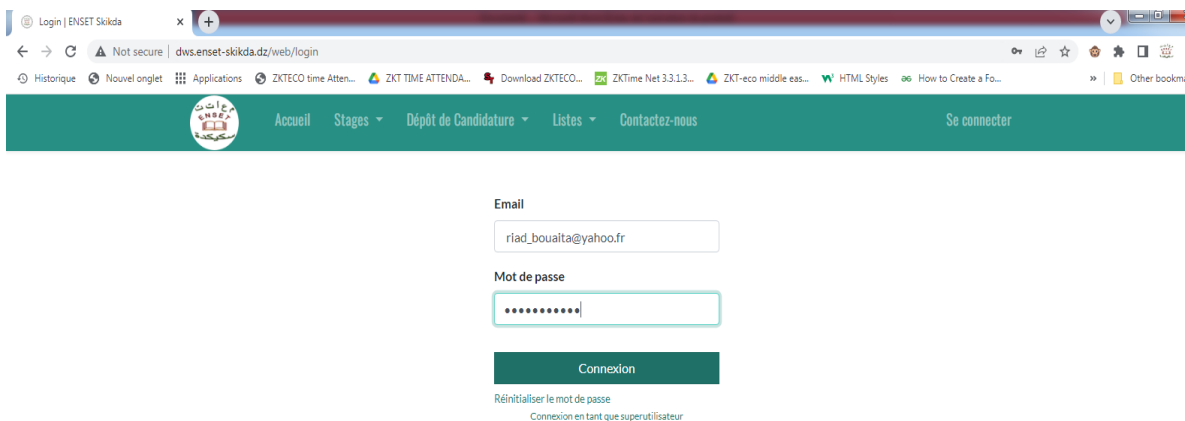 Login | ENSET Skikda
Not secure | dws.enset-skikda.dz/web/login
Historique Nouvel onglet Applications ZKTECO time Atten... ZKT TIME ATTENDA... Download ZKTECO... ZKTime Net 3.3.1.3... ZKT-eco middle eas... HTML Styles How to Create a Fo... » Other bookma
ENSET
سكيكدة
Accueil Stages Dépôt de Candidature Listes Contactez-nous Se connecter
Email
riad_bouaita@yahoo.fr
Mot de passe
Connexion
Réinitialiser le mot de passe
Connexion en tant que superutilisateur